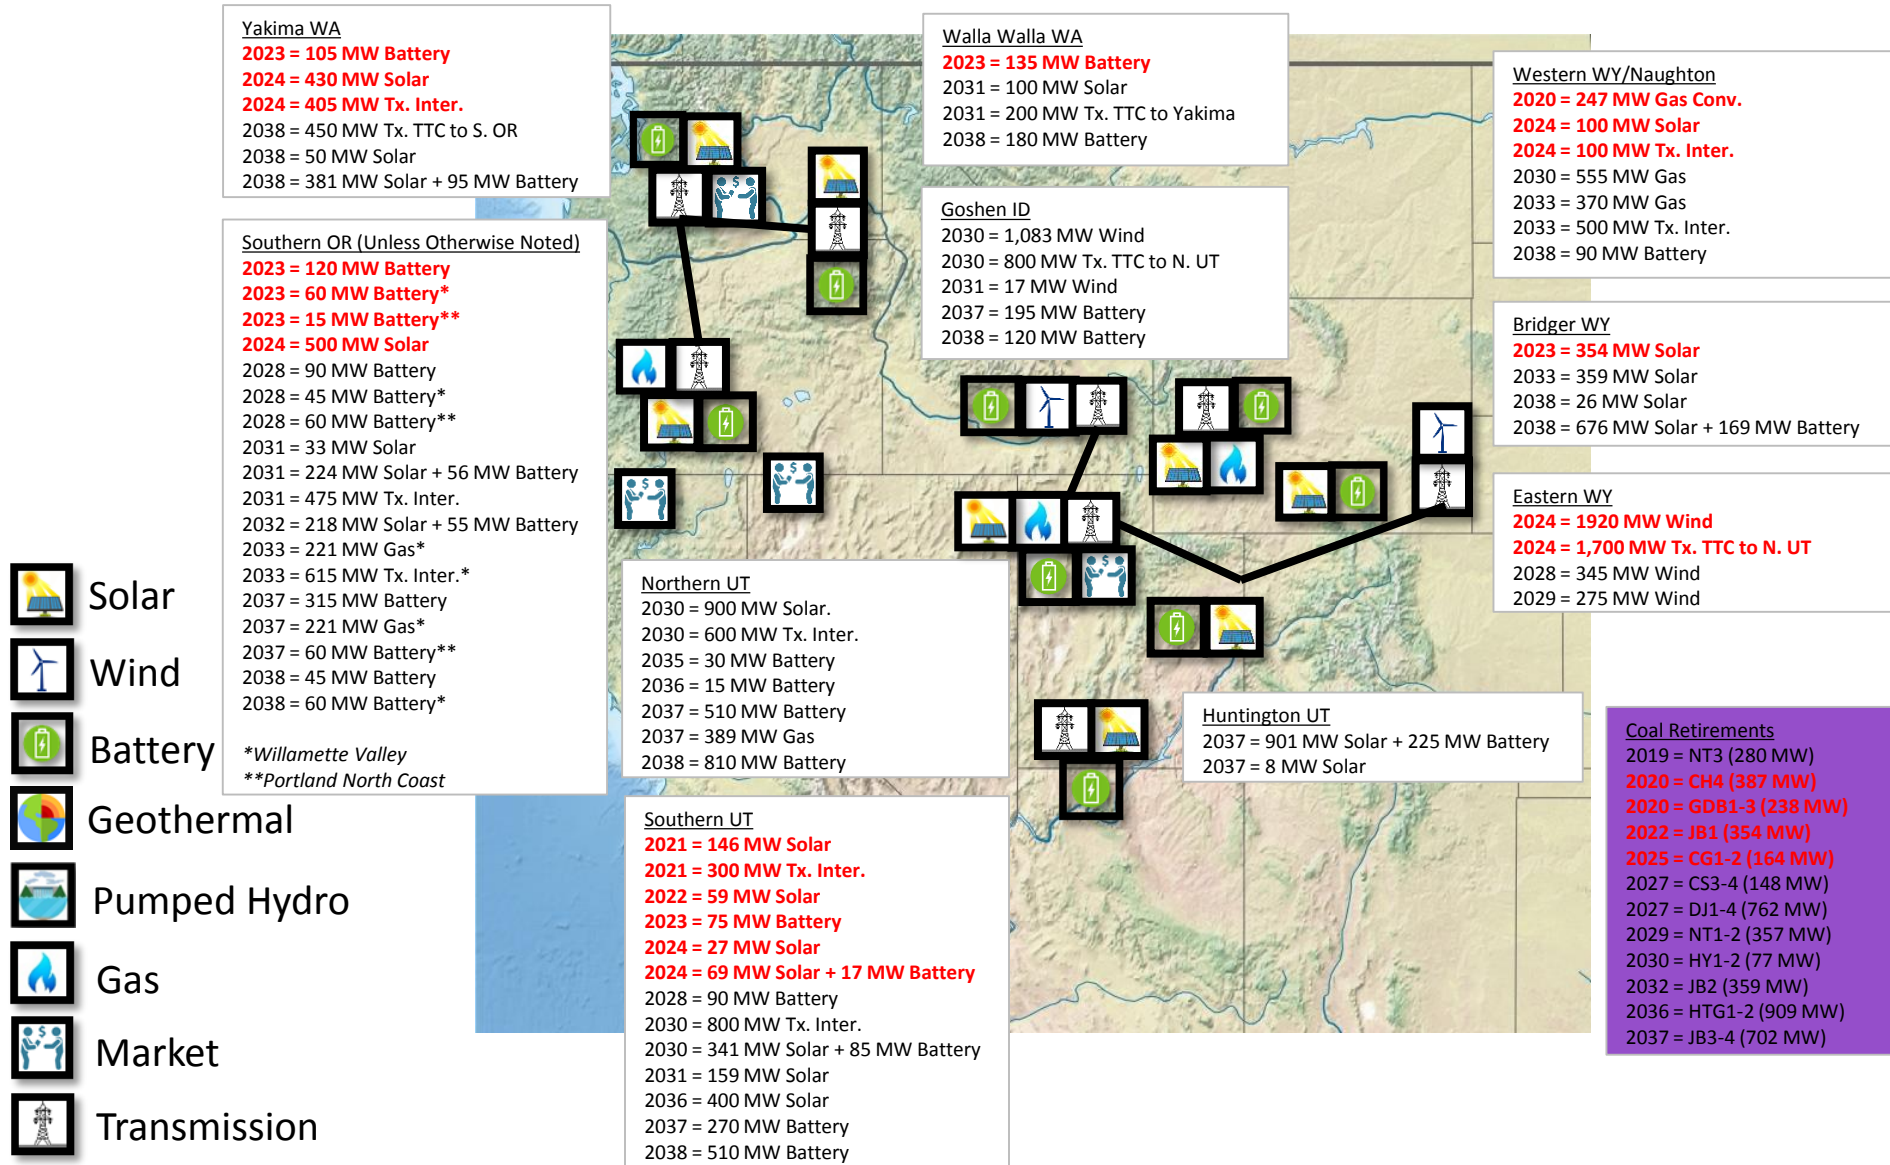 Yakima WA
2023 = 105 MW Battery
2024 = 430 MW Solar
2024 = 405 MW Tx. Inter.
2038 = 450 MW Tx. TTC to S. OR
2038 = 50 MW Solar
2038 = 381 MW Solar + 95 MW Battery
Walla Walla WA
2023 = 135 MW Battery
2031 = 100 MW Solar
2031 = 200 MW Tx. TTC to Yakima
2038 = 180 MW Battery
Western WY/Naughton
2020 = 247 MW Gas Conv.
2024 = 100 MW Solar
2024 = 100 MW Tx. Inter.
2030 = 555 MW Gas
2033 = 370 MW Gas
2033 = 500 MW Tx. Inter.
2038 = 90 MW Battery
Southern OR (Unless Otherwise Noted)
2023 = 120 MW Battery
2023 = 60 MW Battery*
2023 = 15 MW Battery**
2024 = 500 MW Solar
2028 = 90 MW Battery
2028 = 45 MW Battery*
2028 = 60 MW Battery**
2031 = 33 MW Solar
2031 = 224 MW Solar + 56 MW Battery
2031 = 475 MW Tx. Inter.
2032 = 218 MW Solar + 55 MW Battery
2033 = 221 MW Gas*
2033 = 615 MW Tx. Inter.*
2037 = 315 MW Battery
2037 = 221 MW Gas*
2037 = 60 MW Battery**
2038 = 45 MW Battery
2038 = 60 MW Battery*
*Willamette Valley
**Portland North Coast
Goshen ID
2030 = 1,083 MW Wind
2030 = 800 MW Tx. TTC to N. UT
2031 = 17 MW Wind
2037 = 195 MW Battery
2038 = 120 MW Battery
Bridger WY
2023 = 354 MW Solar
2033 = 359 MW Solar
2038 = 26 MW Solar
2038 = 676 MW Solar + 169 MW Battery
Eastern WY
2024 = 1920 MW Wind
2024 = 1,700 MW Tx. TTC to N. UT
2028 = 345 MW Wind
2029 = 275 MW Wind
Northern UT
2030 = 900 MW Solar.
2030 = 600 MW Tx. Inter.
2035 = 30 MW Battery
2036 = 15 MW Battery
2037 = 510 MW Battery
2037 = 389 MW Gas
2038 = 810 MW Battery
Huntington UT
2037 = 901 MW Solar + 225 MW Battery
2037 = 8 MW Solar
Southern UT
2021 = 146 MW Solar
2021 = 300 MW Tx. Inter.
2022 = 59 MW Solar
2023 = 75 MW Battery
2024 = 27 MW Solar
2024 = 69 MW Solar + 17 MW Battery
2028 = 90 MW Battery
2030 = 800 MW Tx. Inter.
2030 = 341 MW Solar + 85 MW Battery
2031 = 159 MW Solar
2036 = 400 MW Solar
2037 = 270 MW Battery
2038 = 510 MW Battery
Coal Retirements
2019 = NT3 (280 MW)
2020 = CH4 (387 MW)
2020 = GDB1-3 (238 MW)
2022 = JB1 (354 MW)
2025 = CG1-2 (164 MW)
2027 = CS3-4 (148 MW)
2027 = DJ1-4 (762 MW)
2029 = NT1-2 (357 MW)
2030 = HY1-2 (77 MW)
2032 = JB2 (359 MW)
2036 = HTG1-2 (909 MW)
2037 = JB3-4 (702 MW)
Solar
Wind
Battery
Geothermal
Pumped Hydro
Gas
Market
Transmission